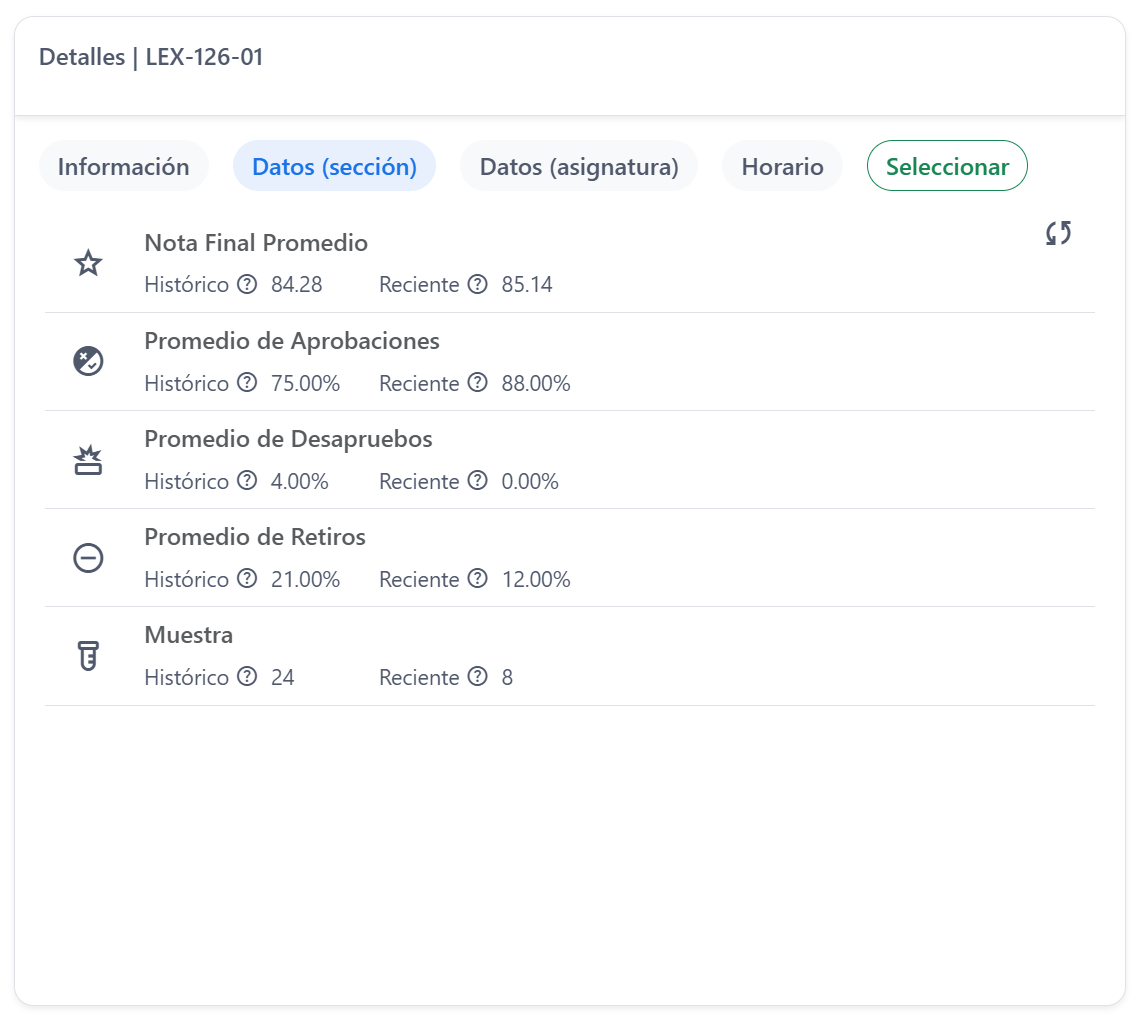 Detalles | LEX-126-01
Información Datos (sección) Datos (asignatura) Horario Seleccionar
Nota Final Promedio
Histórico ? 84.28 Reciente ? 85.14
Promedio de Aprobaciones
Histórico ? 75.00% Reciente ? 88.00%
Promedio de Desapruebos
Histórico ? 4.00% Reciente ? 0.00%
Promedio de Retiros
Histórico ? 21.00% Reciente ? 12.00%
Muestra
Histórico ? 24 Reciente ? 8